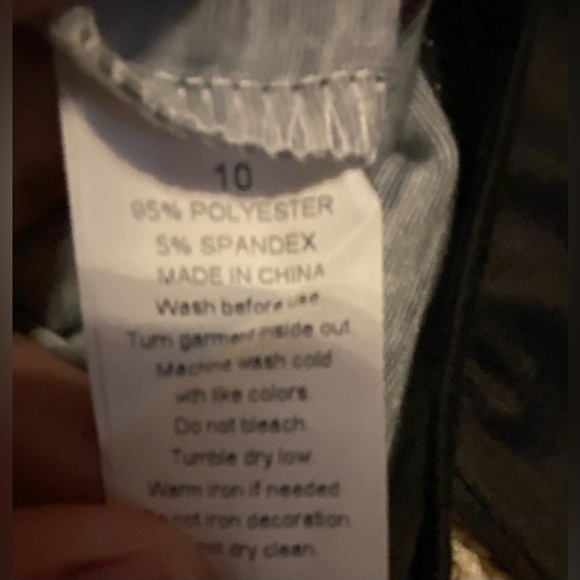 10
95% POLYESTER
5% SPANDEX
MADE IN CHINA
Wash before use
Turn garment inside out
Machine wash cold
with like colors.
Do not bleach.
Tumble dry low
Warm iron if needed
not iron decoration.
dry clean.